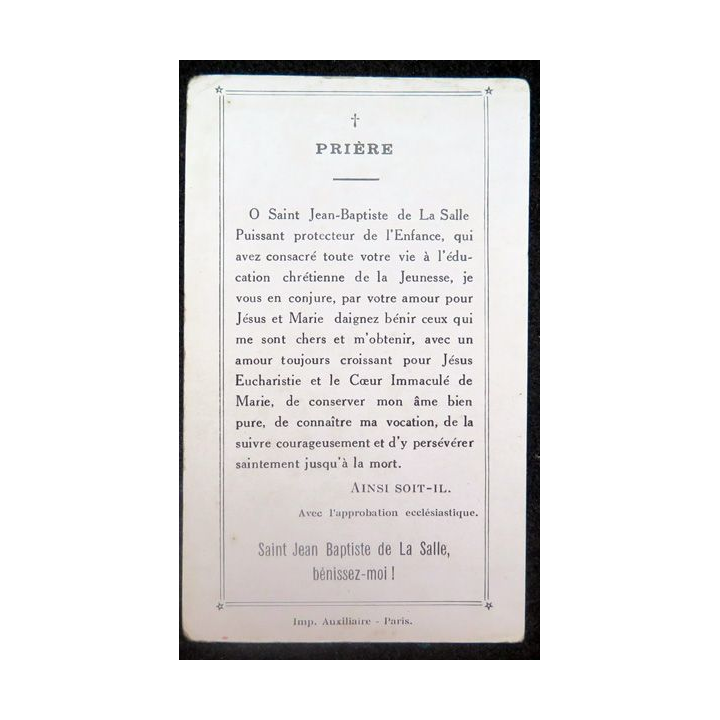 †
PRIÈRE
O Saint Jean-Baptiste de La Salle
Puissant protecteur de l'Enfance, qui
avez consacré toute votre vie à l'édu-
cation chrétienne de la Jeunesse, je
vous en conjure, par votre amour pour
Jésus et Marie daignez bénir ceux qui
me sont chers et m'obtenir, avec un
amour toujours croissant pour Jésus
Eucharistie et le Cœur Immaculé de
Marie, de conserver mon âme bien
pure, de connaître ma vocation, de la
suivre courageusement et d'y persévérer
saintement jusqu'à la mort.
AINSI SOIT-IL.
Avec l'approbation ecclésiastique.
Saint Jean Baptiste de La Salle,
bénissez-moi !
Imp. Auxiliaire - Paris.